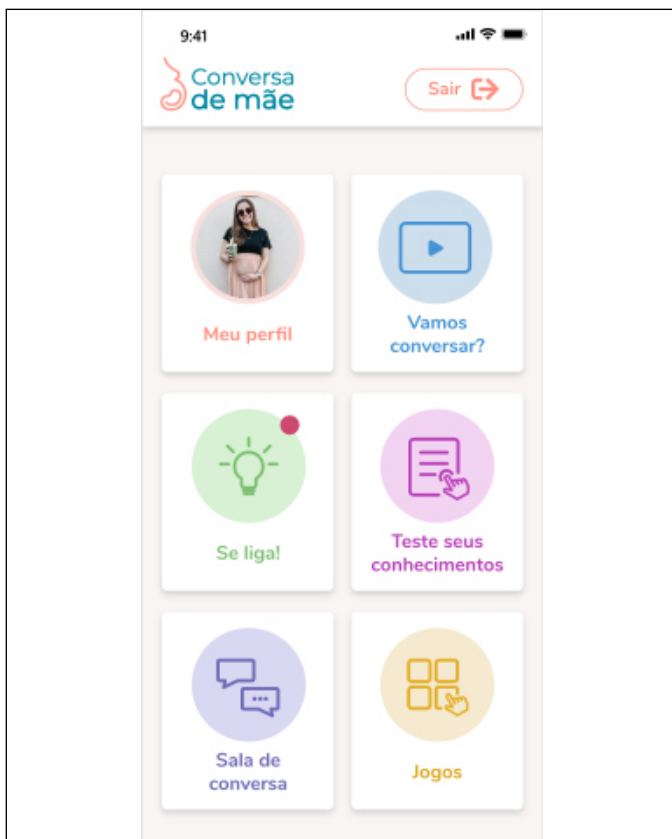 9:41
Conversa
de mãe
Sair
Meu perfil
Vamos
conversar?
Se liga!
Teste seus
conhecimentos
Sala de
conversa
Jogos